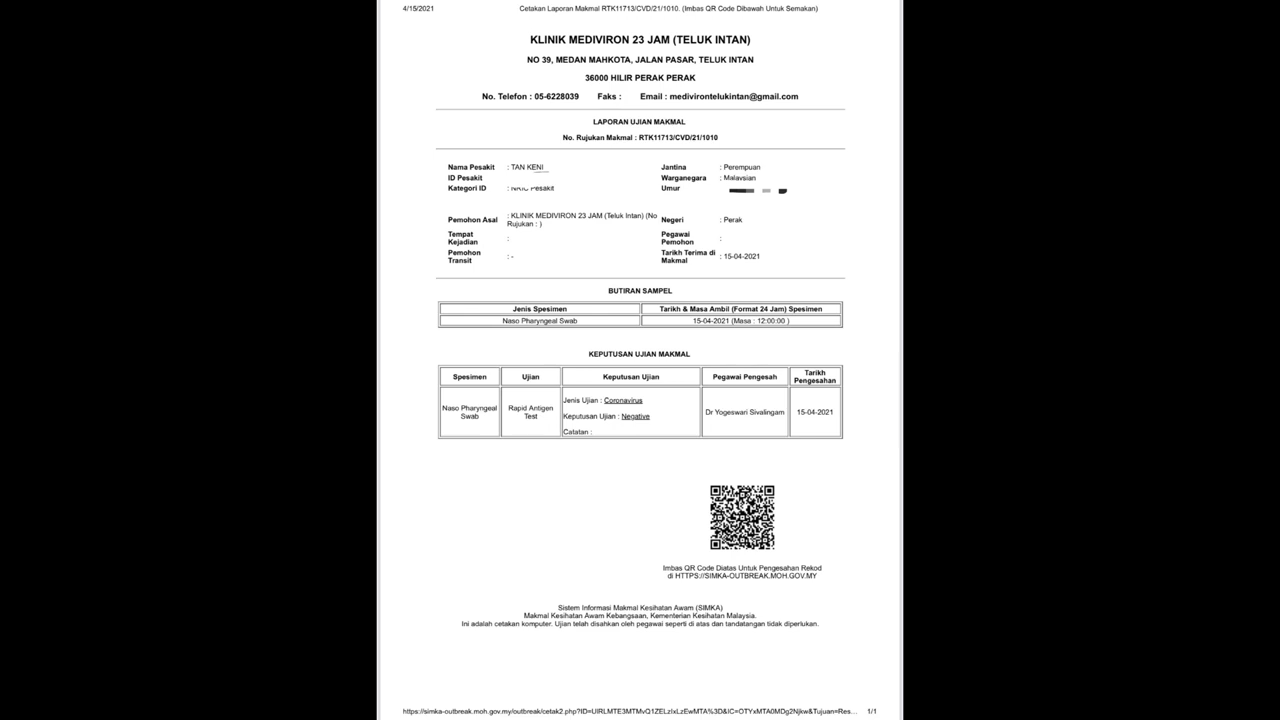 4/15/2021 Cetakan Laporan Makmal RTK11713/CVD/21/1010. (Imbas QR Code Dibawah Untuk Semakan)
KLINIK MEDIVIRON 23 JAM (TELUK INTAN)
NO 39, MEDAN MAHKOTA, JALAN PASAR, TELUK INTAN
36000 HILIR PERAK PERAK
No. Telefon : 05-6228039 Faks : Email : medivirontelukintan@gmail.com
LAPORAN UJIAN MAKMAL
No. Rujukan Makmal : RTK11713/CVD/21/1010
Nama Pesakit : TAN KENI Jantina : Perempuan
ID Pesakit Warganegara : Malaysian
Kategori ID : Pesakit Umur
Pemohon Asal : KLINIK MEDIVIRON 23 JAM (Teluk Intan) (No Rujukan : ) Negeri : Perak
Tempat Kejadian : Pegawai Pemohon :
Pemohon Transit : - Tarikh Terima di Makmal : 15-04-2021
BUTIRAN SAMPEL
Jenis Spesimen Tarikh & Masa Ambil (Format 24 Jam) Spesimen
Naso Pharyngeal Swab 15-04-2021 (Masa : 12:00:00 )
KEPUTUSAN UJIAN MAKMAL
Spesimen Ujian Keputusan Ujian Pegawai Pengesah Tarikh Pengesahan
Naso Pharyngeal Swab Rapid Antigen Test Jenis Ujian : Coronavirus
Keputusan Ujian : Negative
Catatan :
Dr Yogeswari Sivalingam 15-04-2021
Imbas QR Code Diatas Untuk Pengesahan Rekod
di HTTPS://SIMKA-OUTBREAK.MOH.GOV.MY
Sistem Informasi Makmal Kesihatan Awam (SIMKA)
Makmal Kesihatan Awam Kebangsaan, Kementerian Kesihatan Malaysia.
Ini adalah cetakan komputer. Ujian telah disahkan oleh pegawai seperti di atas dan tandatangan tidak diperlukan.
1/1